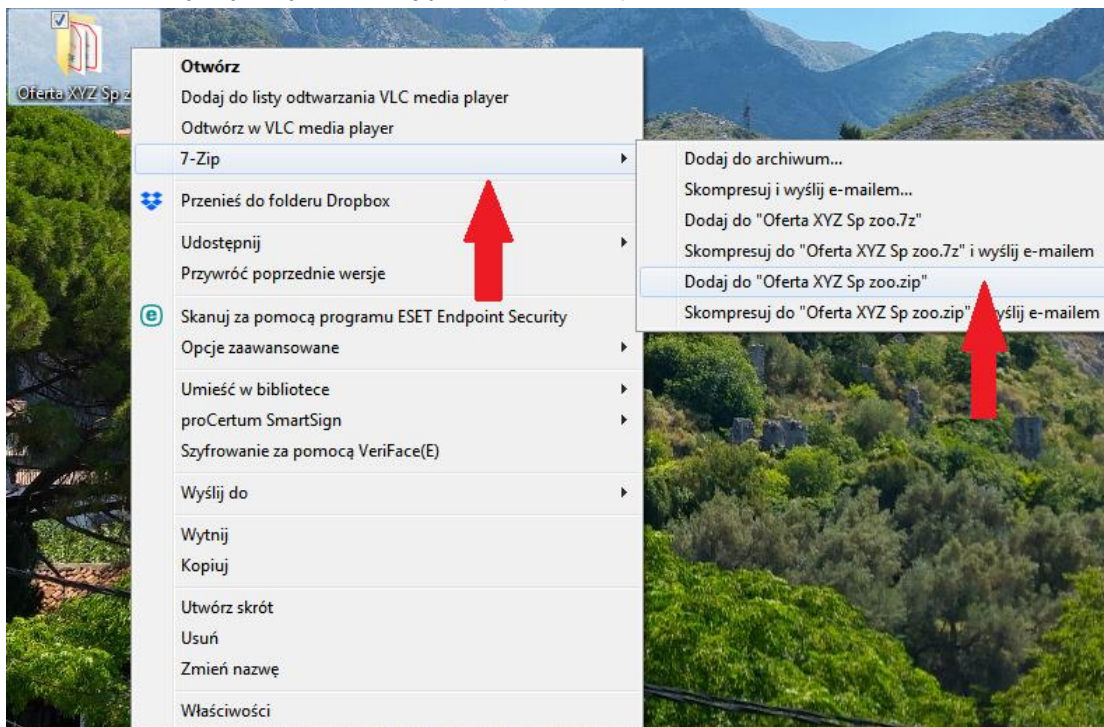 Oferta XYZ Sp z
Otwórz
Dodaj do listy odtwarzania VLC media player
Odtwórz w VLC media player
7-Zip
Przenieś do folderu Dropbox
Udostępnij
Przywróć poprzednie wersje
Skanuj za pomocą programu ESET Endpoint Security
Opcje zaawansowane
Umieść w bibliotece
proCertum SmartSign
Szyfrowanie za pomocą VeriFace(E)
Wyślij do
Wytnij
Kopiuj
Utwórz skrót
Usuń
Zmień nazwę
Właściwości
Dodaj do archiwum...
Skompresuj i wyślij e-mailem...
Dodaj do "Oferta XYZ Sp zoo.7z"
Skompresuj do "Oferta XYZ Sp zoo.7z" i wyślij e-mailem
Dodaj do "Oferta XYZ Sp zoo.zip"
Skompresuj do "Oferta XYZ Sp zoo.zip" wyślij e-mailem